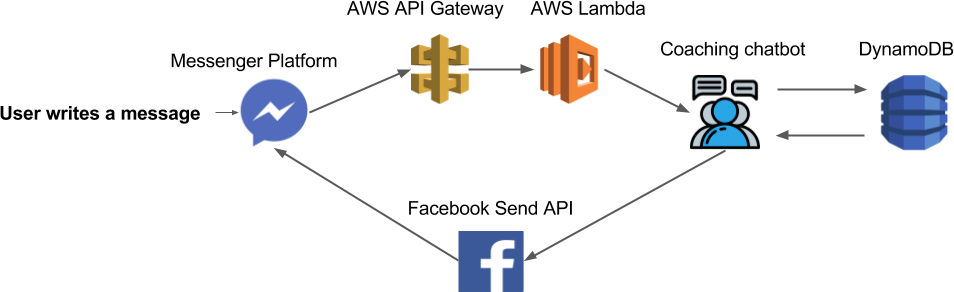 AWS API Gateway
AWS Lambda
Messenger Platform
Coaching chatbot
DynamoDB
User writes a message
Facebook Send API